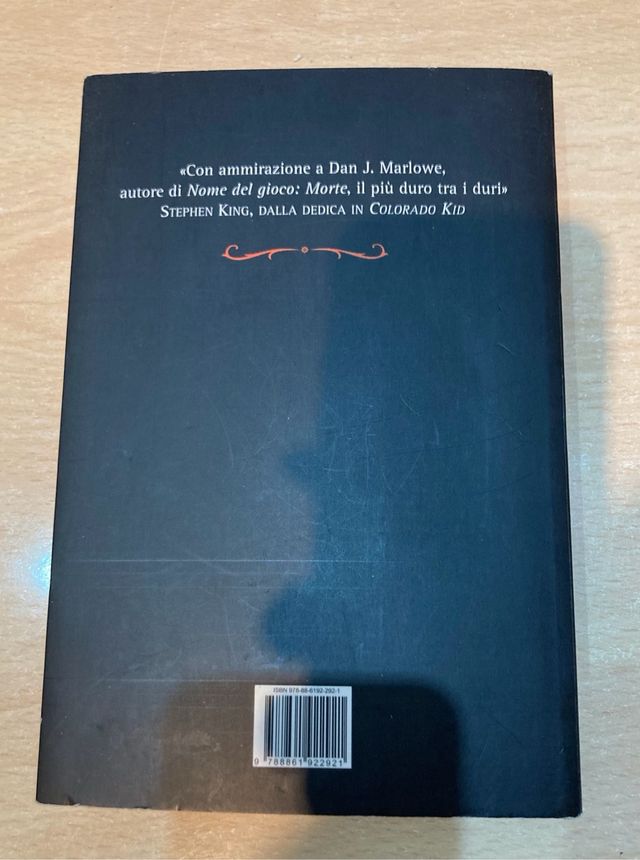 «Con ammirazione a Dan J. Marlowe,
autore di Nome del gioco: Morte, il più duro tra i duri»
STEPHEN KING, DALLA DEDICA IN COLORADO KID
ISBN 978-88-6192-292-1
9 788861 922921